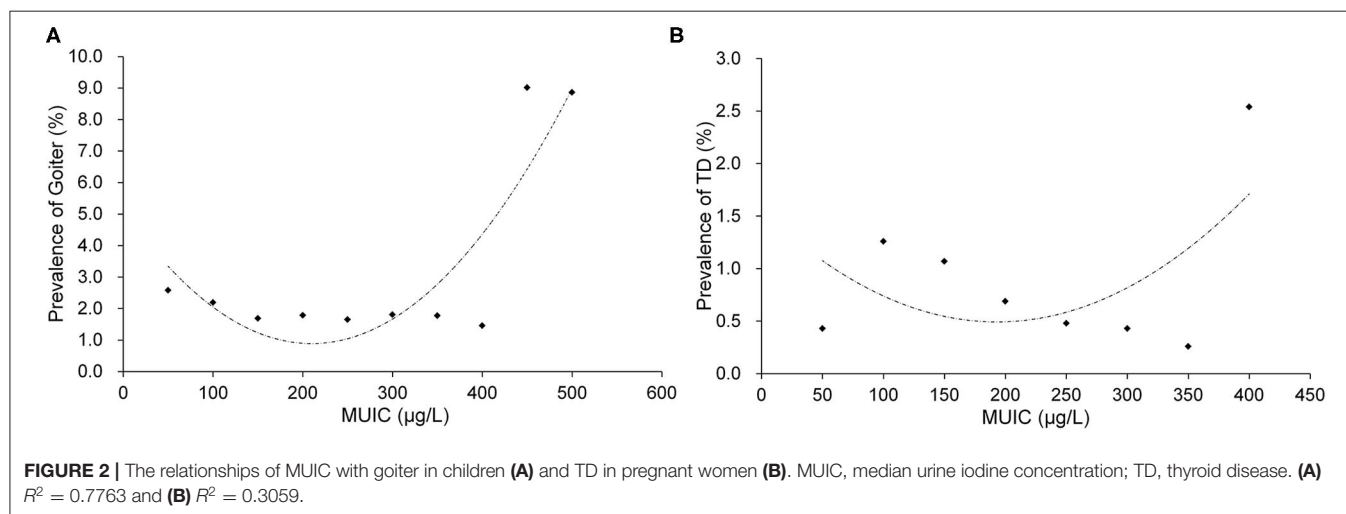 A
Prevalence of Goiter (%)
10.0
9.0
8.0
7.0
6.0
5.0
4.0
3.0
2.0
1.0
0.0
0 100 200 300 400 500 600
MUIC (µg/L)
B
Prevalence of TD (%)
3.0
2.5
2.0
1.5
1.0
0.5
0.0
0 50 100 150 200 250 300 350 400 450
MUIC (µg/L)
FIGURE 2 | The relationships of MUIC with goiter in children (A) and TD in pregnant women (B). MUIC, median urine iodine concentration; TD, thyroid disease. (A)
R² = 0.7763 and (B) R² = 0.3059.